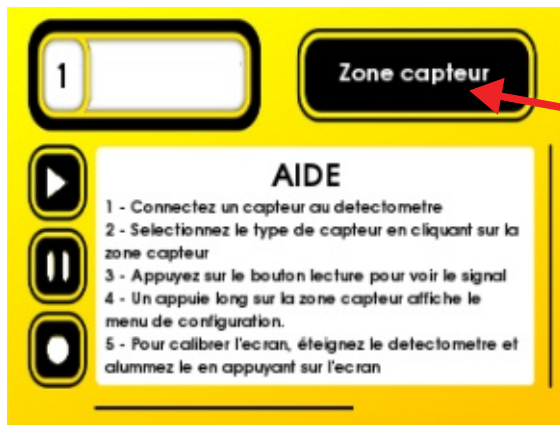 1
Zone capteur
AIDE
1 - Connectez un capteur au detectometre
2 - Selectionnez le type de capteur en cliquant sur la
zone capteur
3 - Appuyez sur le bouton lecture pour voir le signal
4 - Un appuie long sur la zone capteur affiche le
menu de configuration.
5 - Pour calibrer l'ecran, éteignez le detectometre et
alummez le en appuyant sur l'ecran